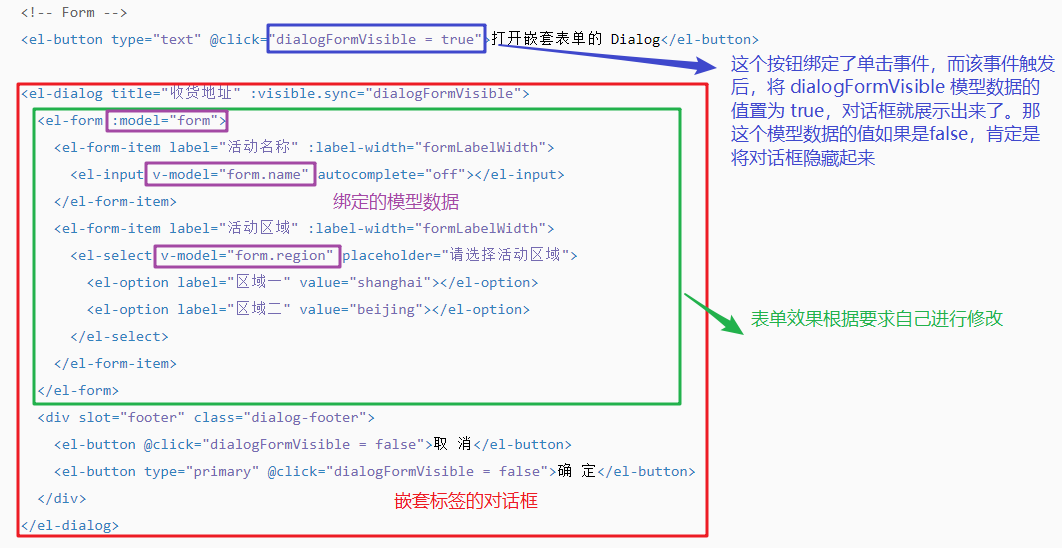 <!-- Form -->
<el-button type="text" @click="dialogFormVisible = true">打开嵌套表单的 Dialog</el-button>
这个按钮绑定了单击事件，而该事件触发
后，将 dialogFormVisible 模型数据的
值置为 true，对话框就展示出来了。那
这个模型数据的值如果是false，肯定是
将对话框隐藏起来
<el-dialog title="收货地址" :visible.sync="dialogFormVisible">
<el-form :model="form">
<el-form-item label="活动名称" :label-width="formLabelWidth">
<el-input v-model="form.name" autocomplete="off"></el-input>
</el-form-item>
绑定的模型数据
<el-form-item label="活动区域" :label-width="formLabelWidth">
<el-select v-model="form.region" placeholder="请选择活动区域">
<el-option label="区域一" value="shanghai"></el-option>
<el-option label="区域二" value="beijing"></el-option>
</el-select>
</el-form-item>
</el-form>
表单效果根据要求自己进行修改
<div slot="footer" class="dialog-footer">
<el-button @click="dialogFormVisible = false">取 消</el-button>
<el-button type="primary" @click="dialogFormVisible = false">确 定</el-button>
</div>
嵌套标签的对话框
</el-dialog>